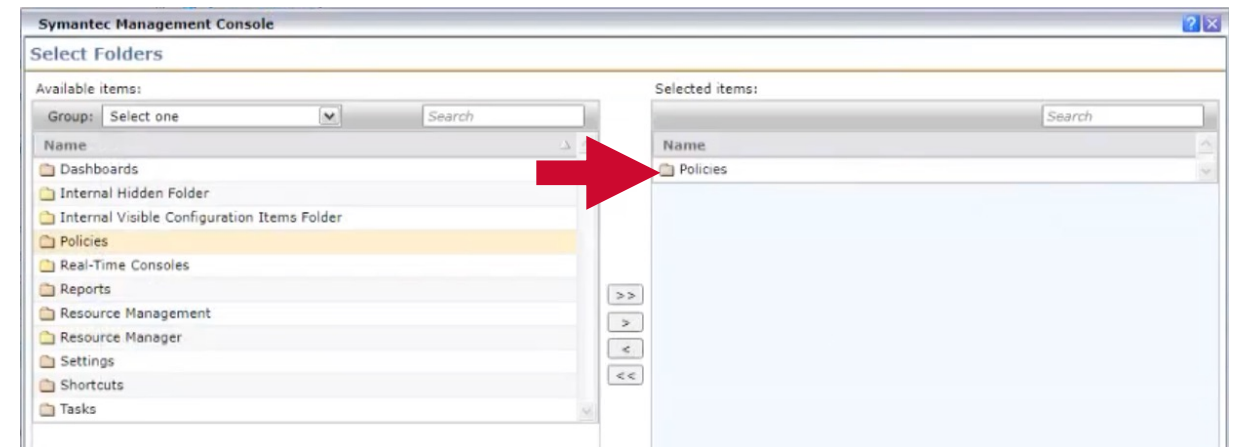 Symantec Management Console
Select Folders
Available items:
Group: Select one
Search
Name
Dashboards
Internal Hidden Folder
Internal Visible Configuration Items Folder
Policies
Real-Time Consoles
Reports
Resource Management
Resource Manager
Settings
Shortcuts
Tasks
>>
>
<
<<
Selected items:
Search
Name
Policies